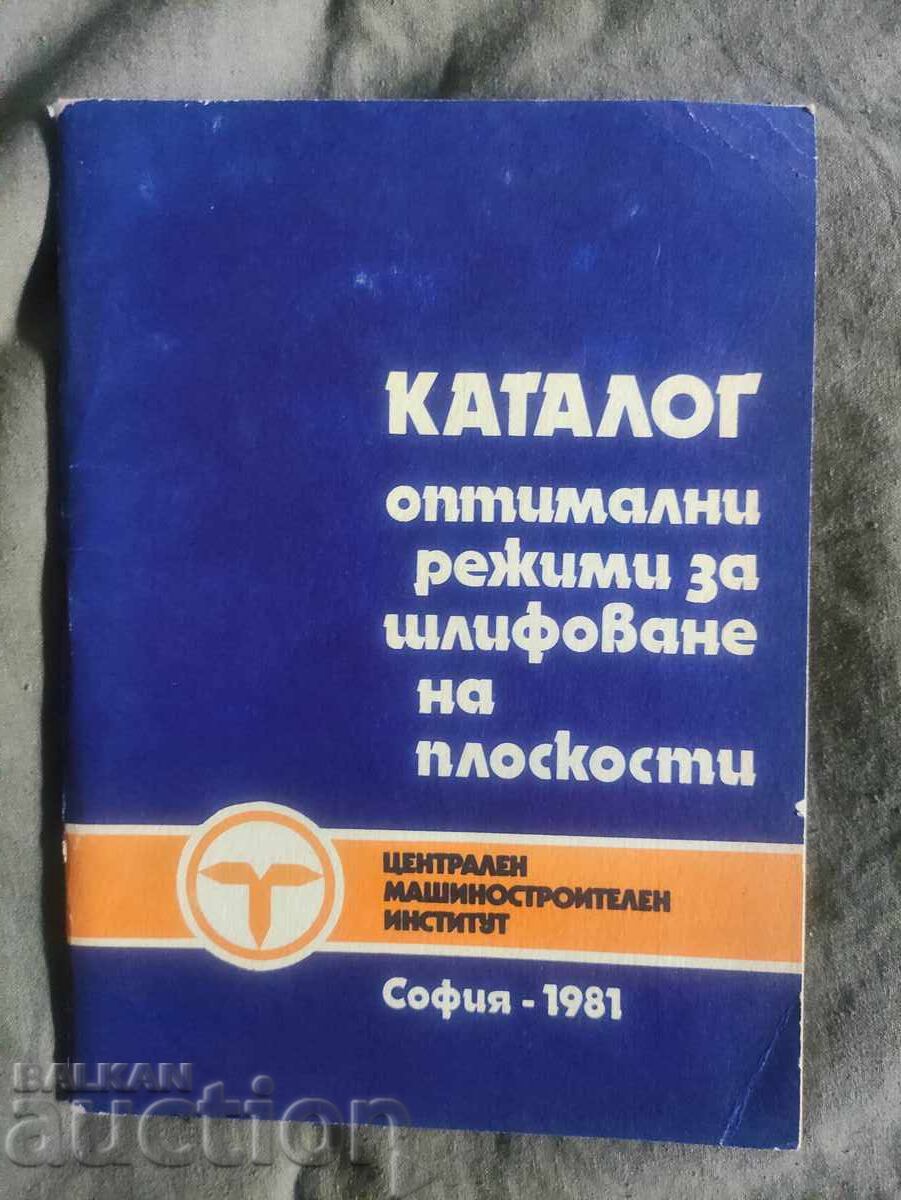 КАТАЛОГ
оптимални
режими за
шлифоване
на
плоскости
ЦЕНТРАЛЕН
МАШИНОСТРОИТЕЛЕН
ИНСТИТУТ
София - 1981
BALKAN
auction